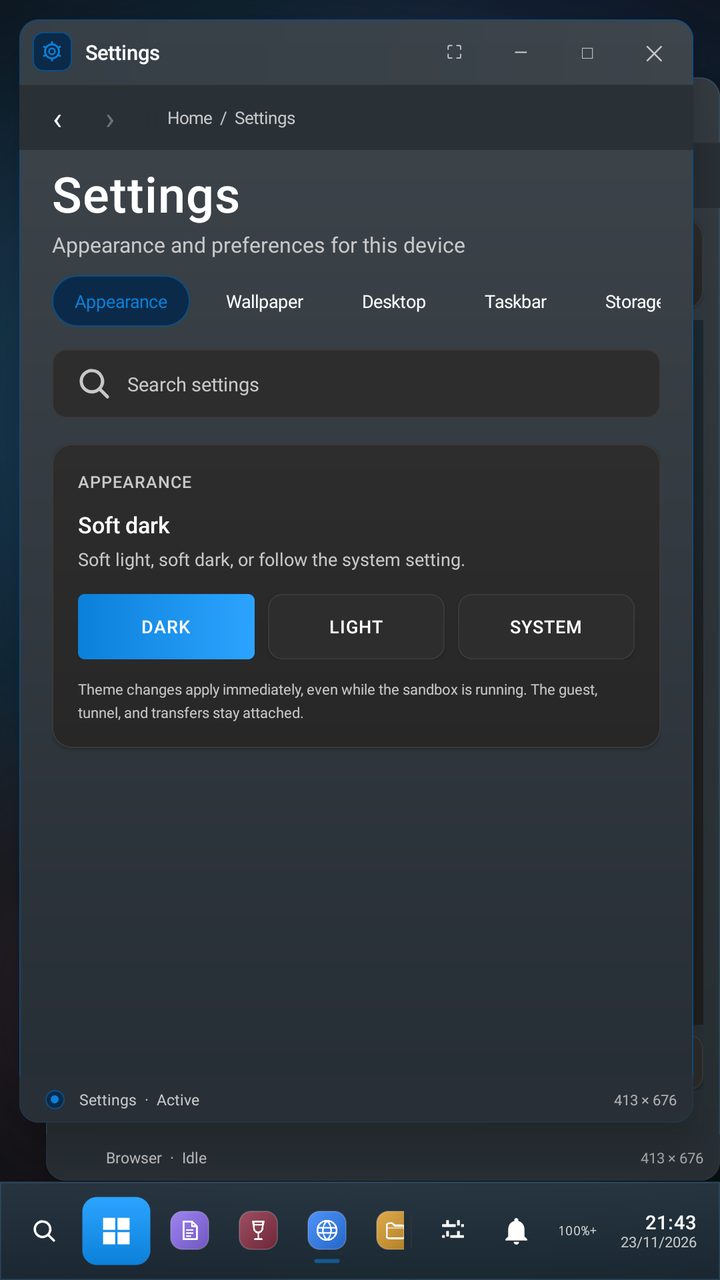 Settings
Home / Settings
Settings
Appearance and preferences for this device
Appearance Wallpaper Desktop Taskbar Storage
Search settings
APPEARANCE
Soft dark
Soft light, soft dark, or follow the system setting.
DARK LIGHT SYSTEM
Theme changes apply immediately, even while the sandbox is running. The guest,
tunnel, and transfers stay attached.
Settings · Active 413 × 676
Browser · Idle 413 × 676
100%+ 21:43
23/11/2026